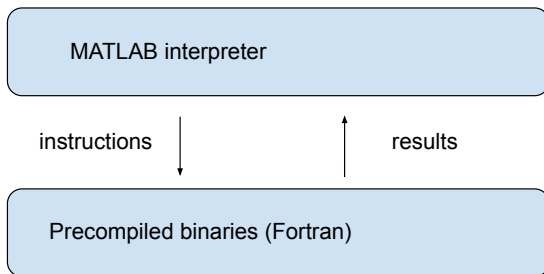 MATLAB interpreter
instructions
results
Precompiled binaries (Fortran)